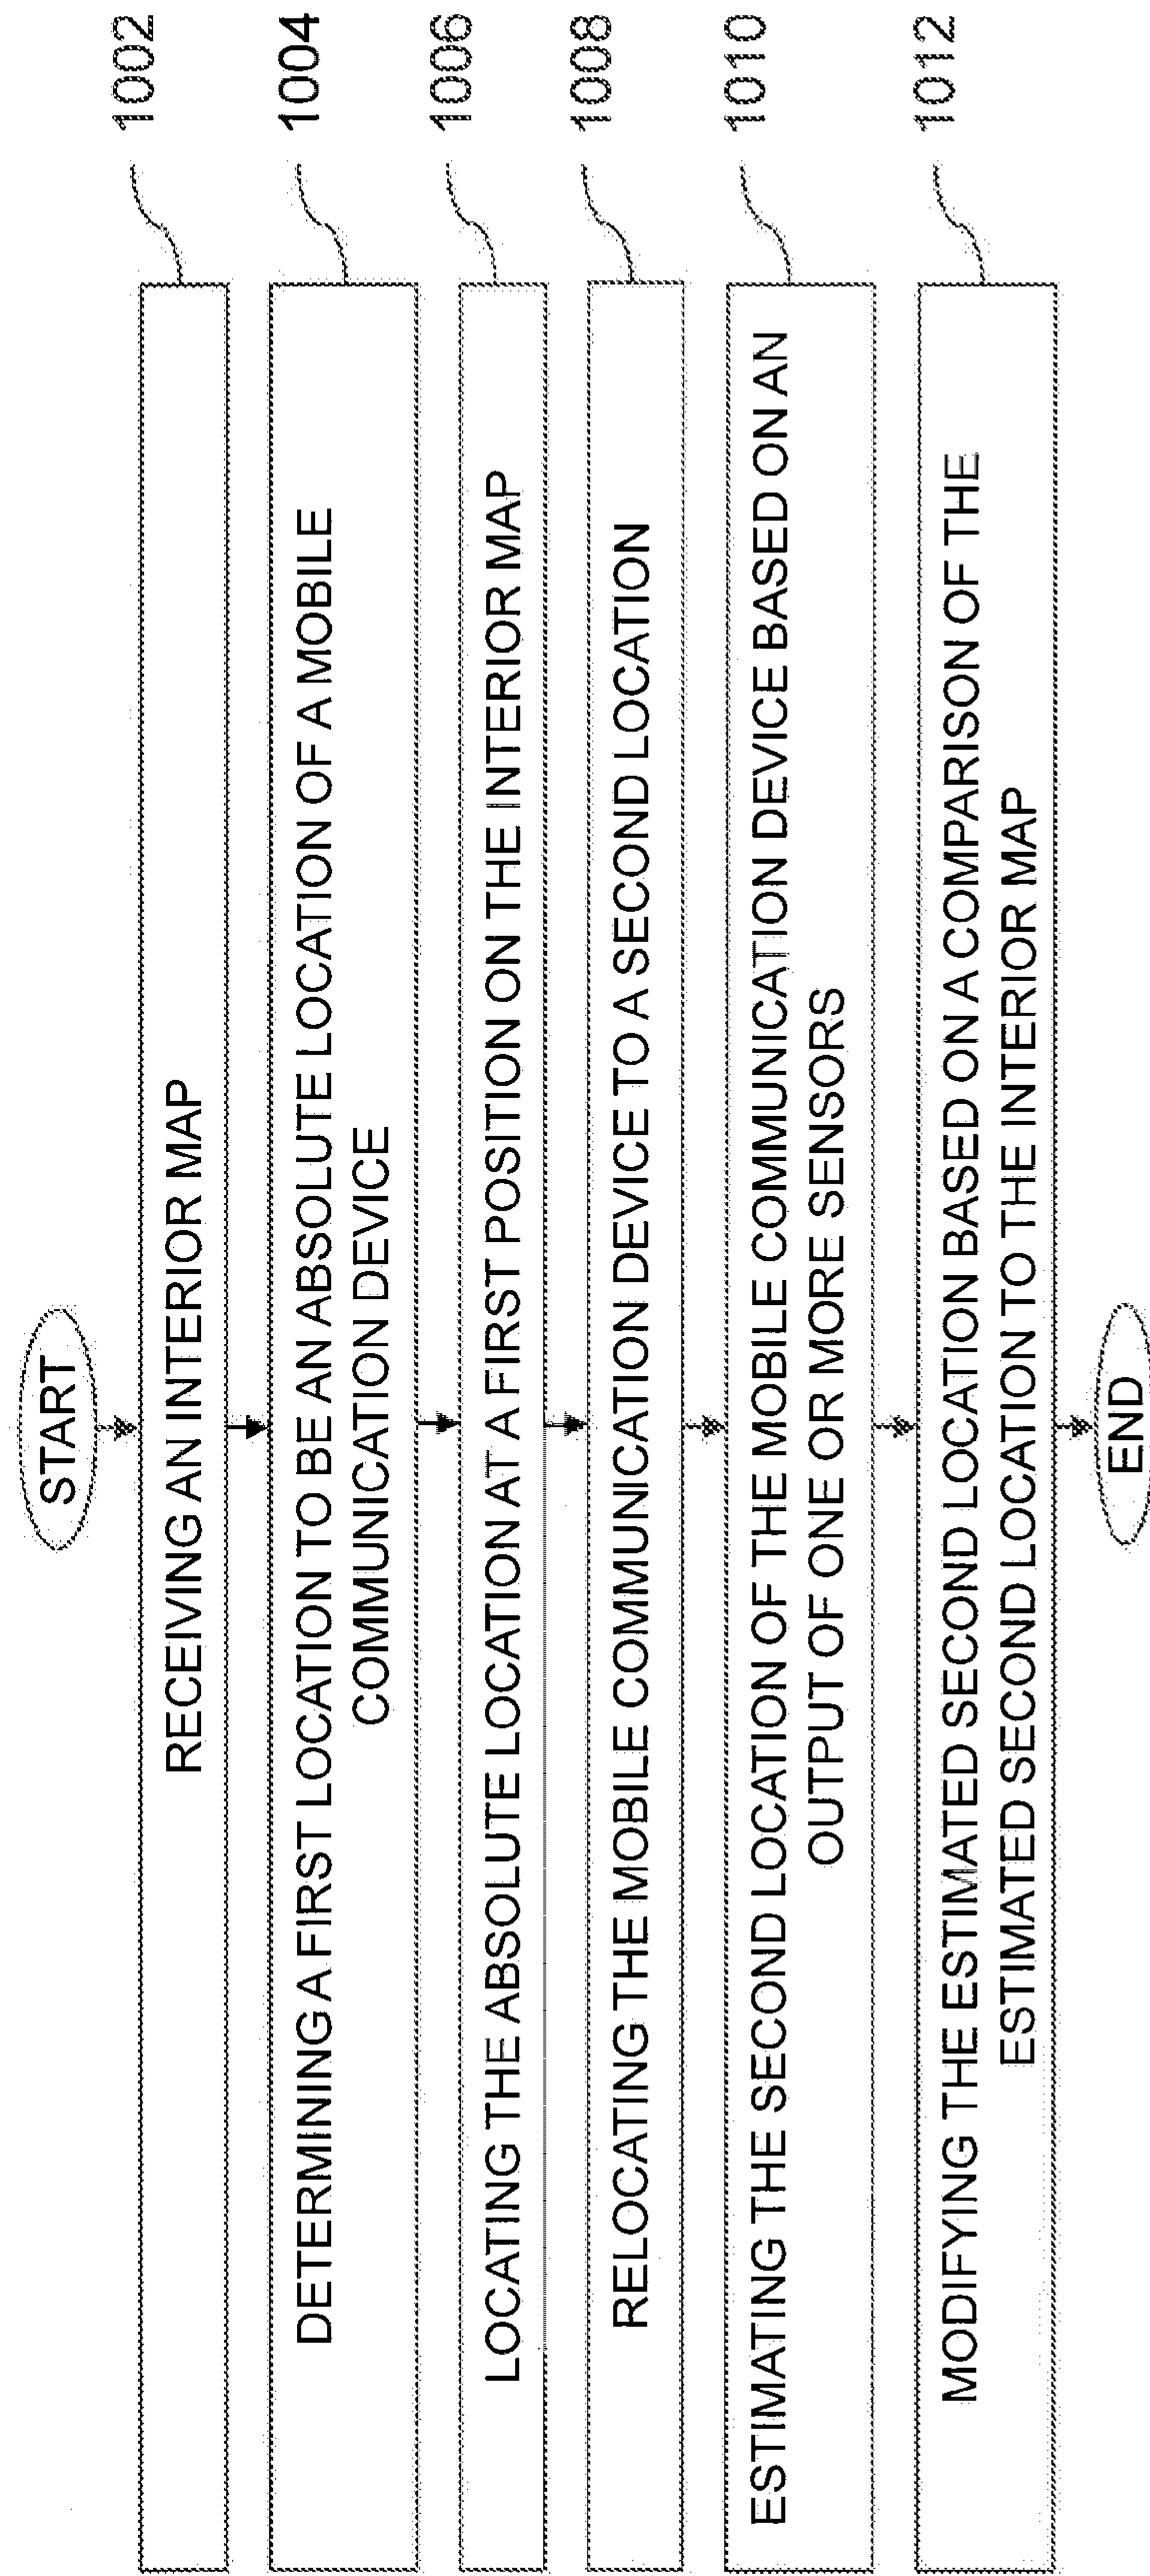 START
RECEIVING AN INTERIOR MAP
1002
DETERMINING A FIRST LOCATION TO BE AN ABSOLUTE LOCATION OF A MOBILE
COMMUNICATION DEVICE
1004
LOCATING THE ABSOLUTE LOCATION AT A FIRST POSITION ON THE INTERIOR MAP
1006
RELOCATING THE MOBILE COMMUNICATION DEVICE TO A SECOND LOCATION
1008
ESTIMATING THE SECOND LOCATION OF THE MOBILE COMMUNICATION DEVICE BASED ON AN
OUTPUT OF ONE OR MORE SENSORS
1010
MODIFYING THE ESTIMATED SECOND LOCATION BASED ON A COMPARISON OF THE
ESTIMATED SECOND LOCATION TO THE INTERIOR MAP
1012
END